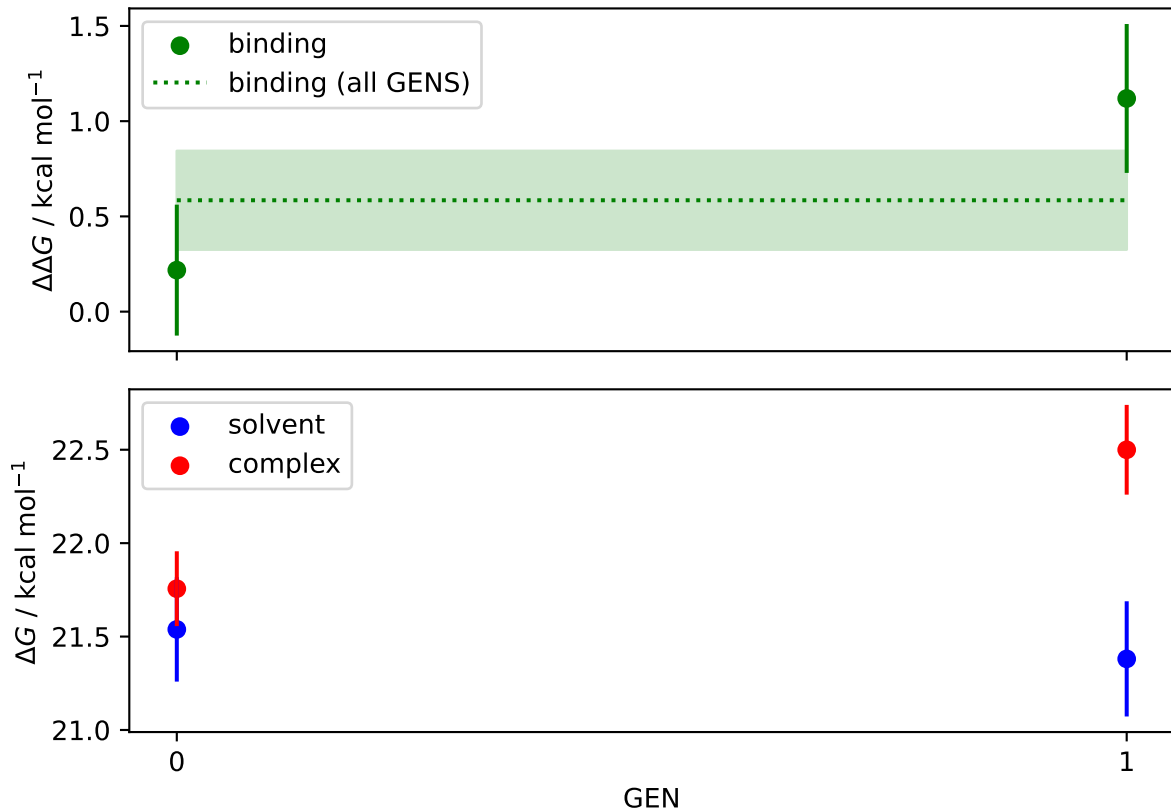 1.5
1.0
0.5
0.0
ΔΔG / kcal mol⁻¹
binding
binding (all GENS)
22.5
22.0
21.5
21.0
ΔG / kcal mol⁻¹
solvent
complex
0
1
GEN